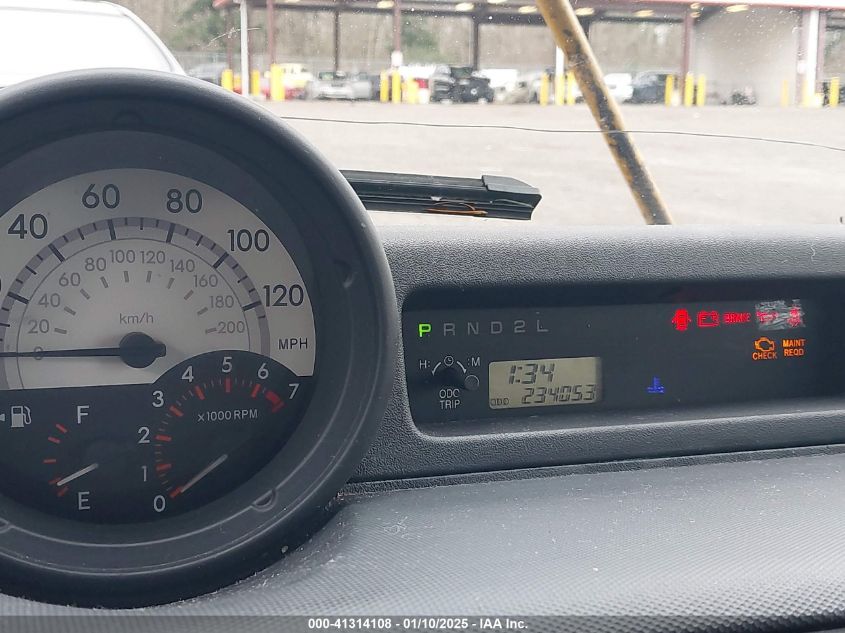 40 60 80 100 120 MPH
0 20 40 60 80 100 120 140 160 180 200
km/h
0 1 2 3 4 5 6 7
x1000 RPM
F
E
P R N D 2 L
H: :M
ODO
TRIP
1:34
ODO 234053
BRAKE
CHECK
MAINT
REQD
000-41314108 - 01/10/2025 - IAA Inc.